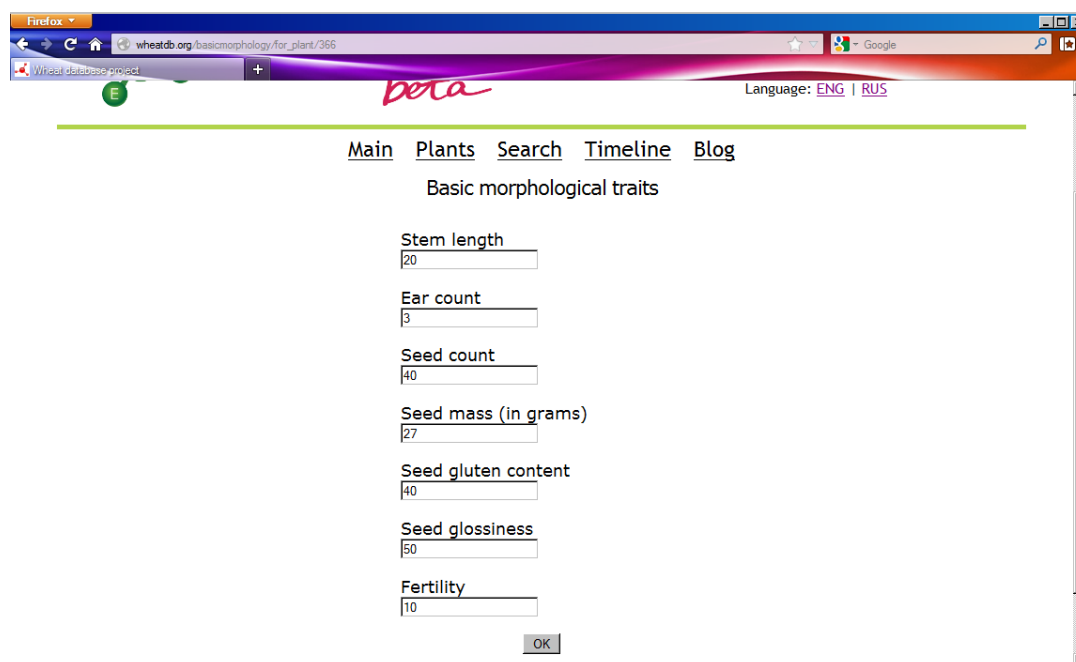 Firefox
wheatdb.org/basicmorphology/for_plant/366
Google
Wheat database project
+
E
beta
Language: ENG | RUS
Main Plants Search Timeline Blog
Basic morphological traits
Stem length
20
Ear count
3
Seed count
40
Seed mass (in grams)
27
Seed gluten content
40
Seed glossiness
50
Fertility
10
OK